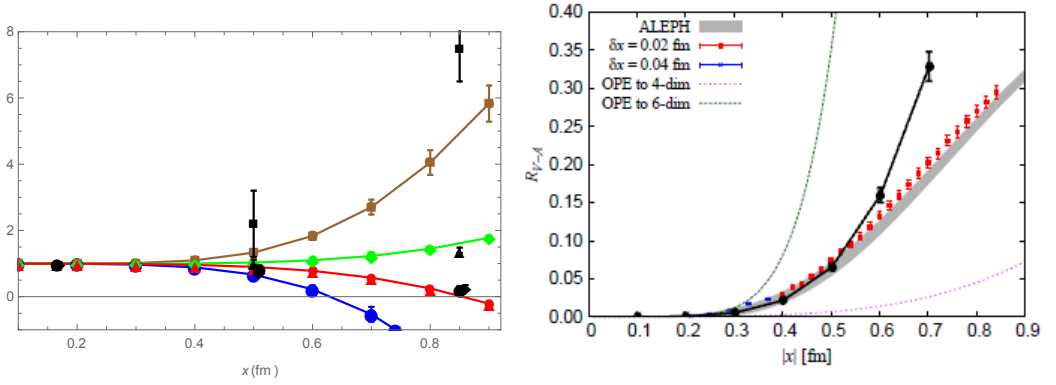 8
6
4
2
0
0.2 0.4 0.6 0.8
x (fm )
0.40
0.35
0.30
0.25
0.20
0.15
0.10
0.05
0.00
R_{V-A}
ALEPH
δx = 0.02 fm
δx = 0.04 fm
OPE to 4-dim
OPE to 6-dim
0 0.1 0.2 0.3 0.4 0.5 0.6 0.7 0.8 0.9
|x| [fm]